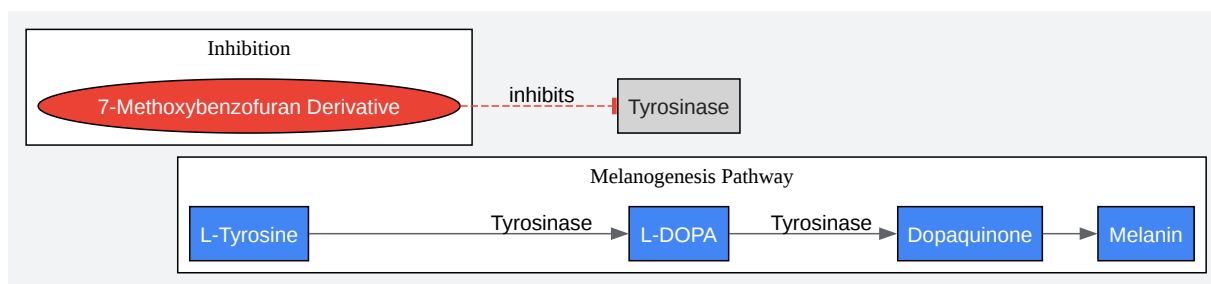 Inhibition
7-Methoxybenzofuran Derivative
inhibits
Tyrosinase
Melanogenesis Pathway
L-Tyrosine
Tyrosinase
L-DOPA
Tyrosinase
Dopaquinone
Melanin